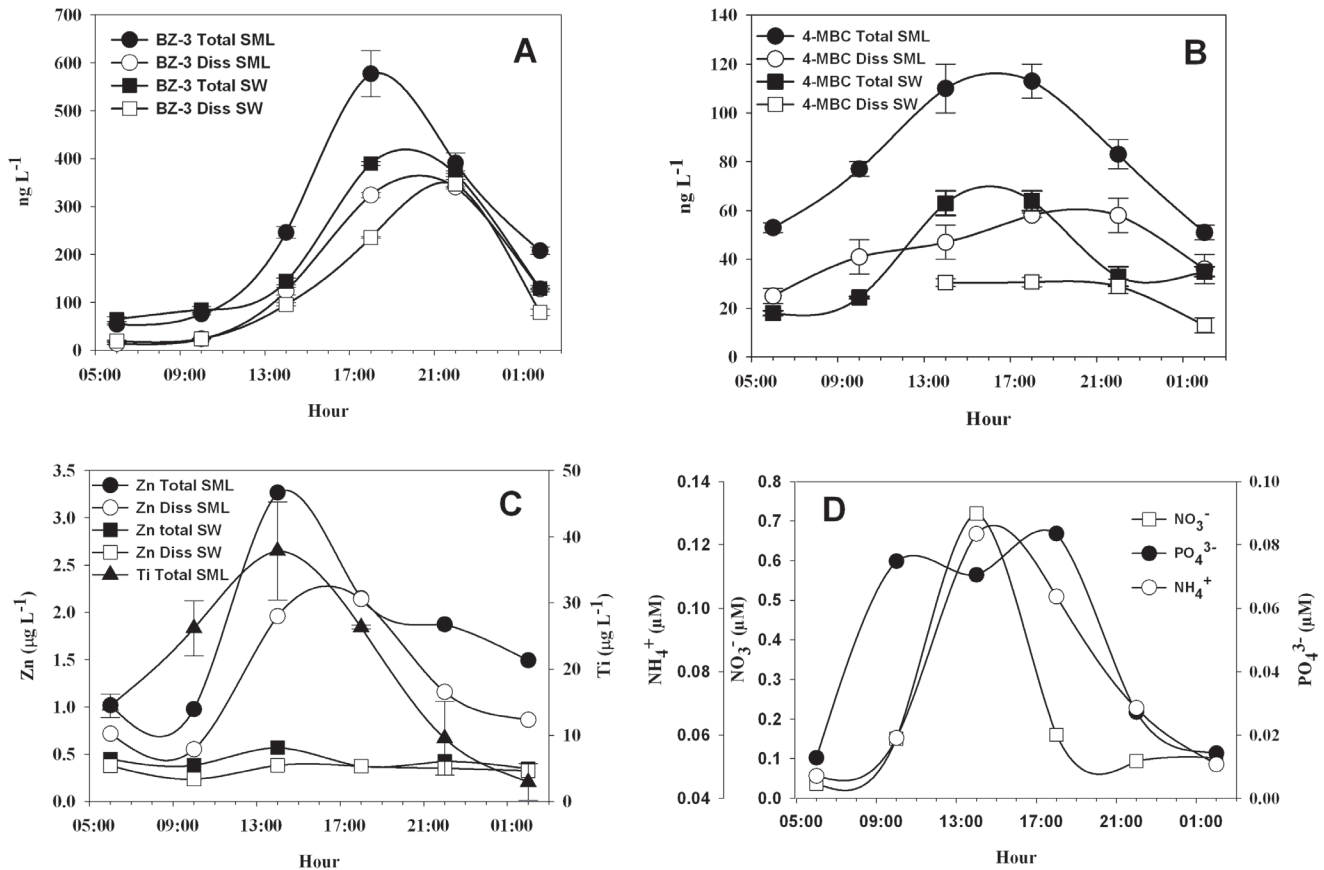 A
BZ-3 Total SML
BZ-3 Diss SML
BZ-3 Total SW
BZ-3 Diss SW
ng L-1
700
600
500
400
300
200
100
0
05:00 09:00 13:00 17:00 21:00 01:00
Hour
B
4-MBC Total SML
4-MBC Diss SML
4-MBC Total SW
4-MBC Diss SW
ng L-1
140
120
100
80
60
40
20
0
05:00 09:00 13:00 17:00 21:00 01:00
Hour
C
Zn Total SML
Zn Diss SML
Zn total SW
Zn Diss SW
Ti Total SML
Zn (µg L-1)
3.5
3.0
2.5
2.0
1.5
1.0
0.5
0.0
50
40
30
20
10
0
Ti (µg L-1)
05:00 09:00 13:00 17:00 21:00 01:00
Hour
D
NO3-
PO43-
NH4+
NH4+ (µM)
0.14
0.12
0.10
0.08
0.06
0.04
NO3- (µM)
0.8
0.7
0.6
0.5
0.4
0.3
0.2
0.1
0.0
0.10
0.08
0.06
0.04
0.02
0.00
PO43- (µM)
05:00 09:00 13:00 17:00 21:00 01:00
Hour